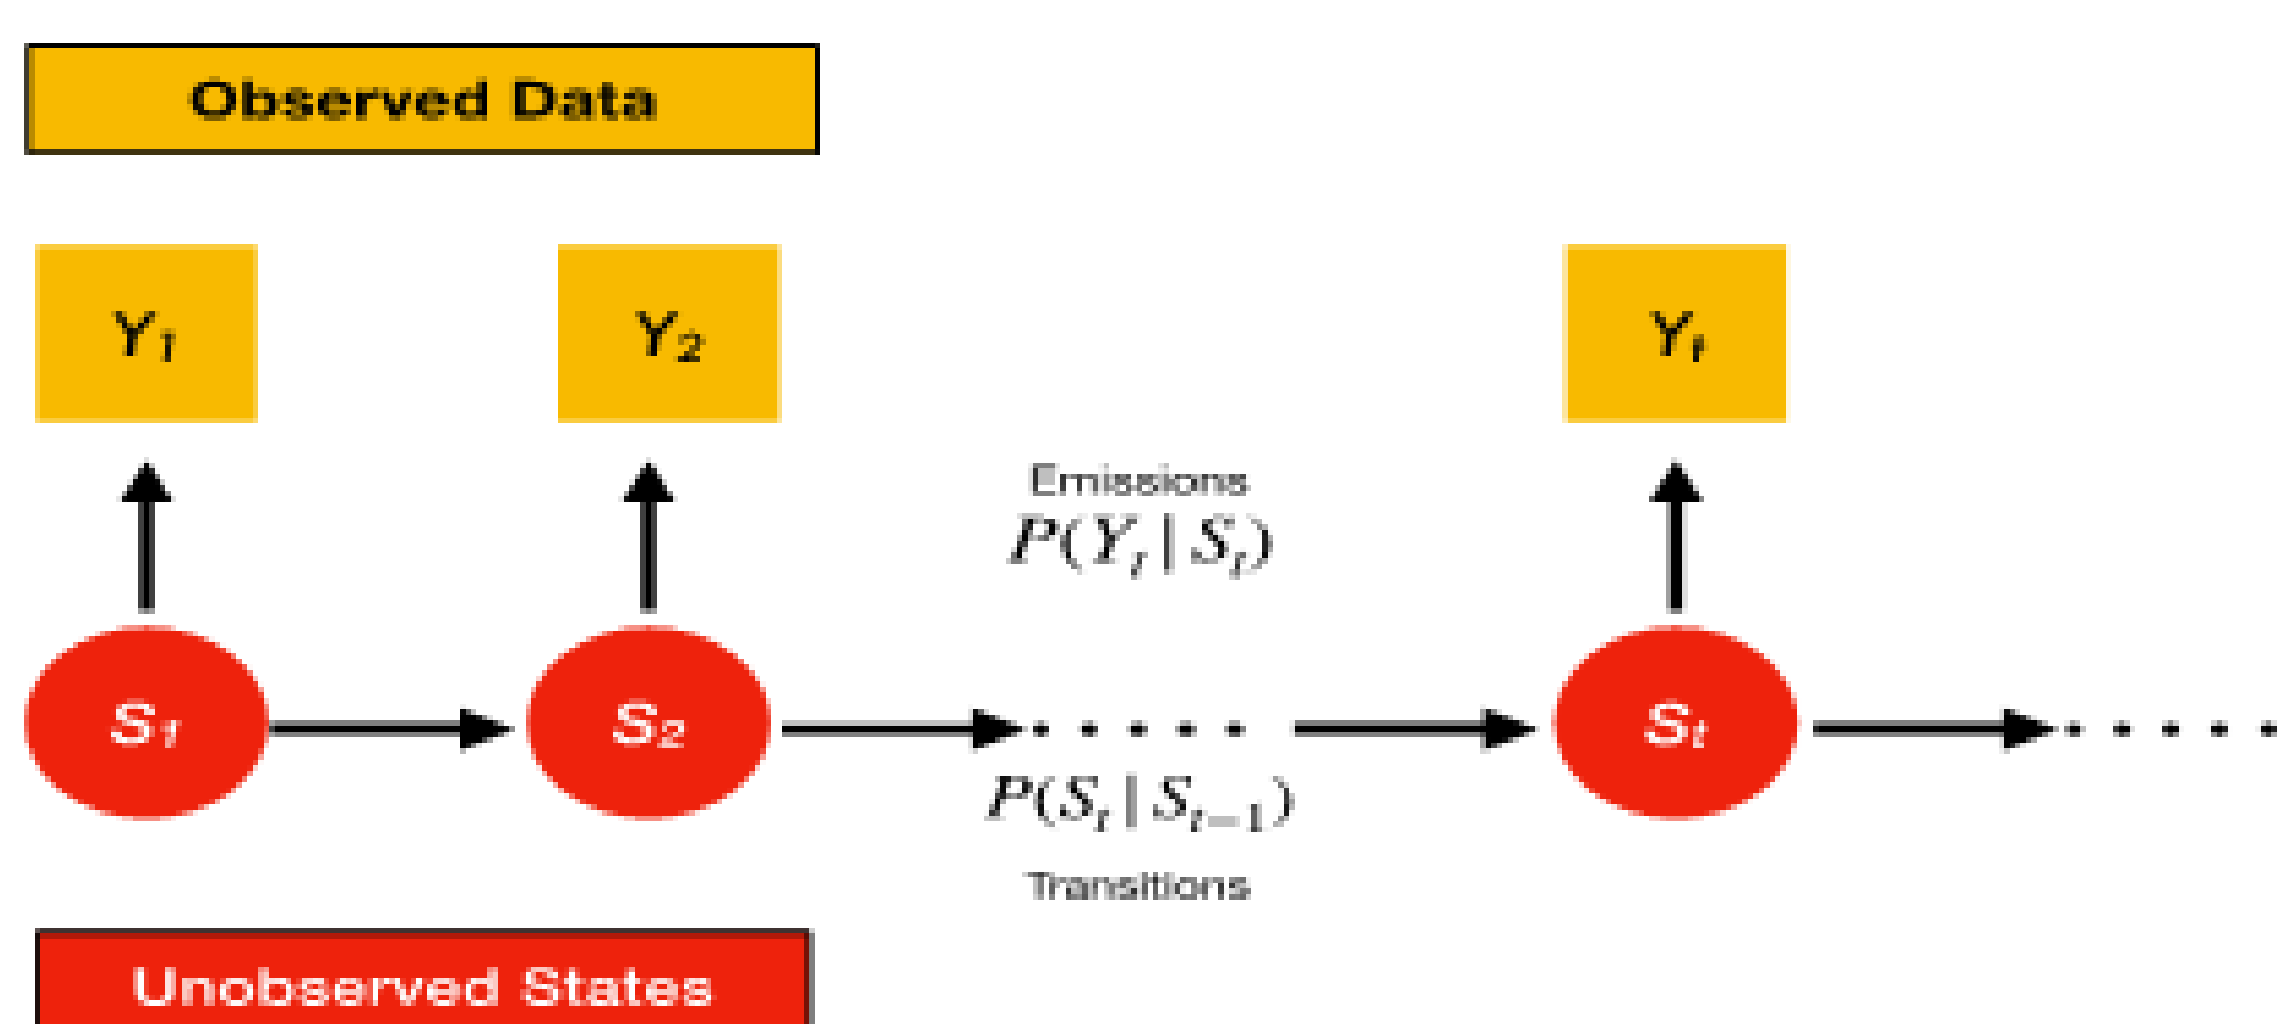 Observed Data
Y₁ Y₂ Yₜ
Emissions
P(Yₜ | Sₜ)
S₁ S₂ ..... Sₜ .....
P(Sₜ | Sₜ₋₁)
Transitions
Unobserved States